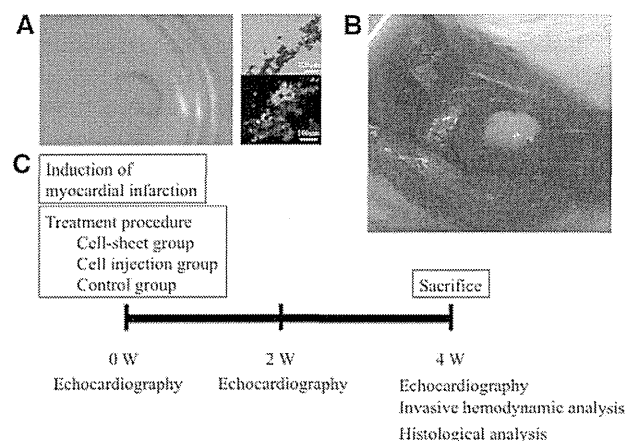 A
B
100μm
C
Induction of
myocardial infarction
Treatment procedure
Cell-sheet group
Cell injection group
Control group
Sacrifice
0 W
2 W
4 W
Echocardiography
Echocardiography
Echocardiography
Invasive hemodynamic analysis
Histological analysis